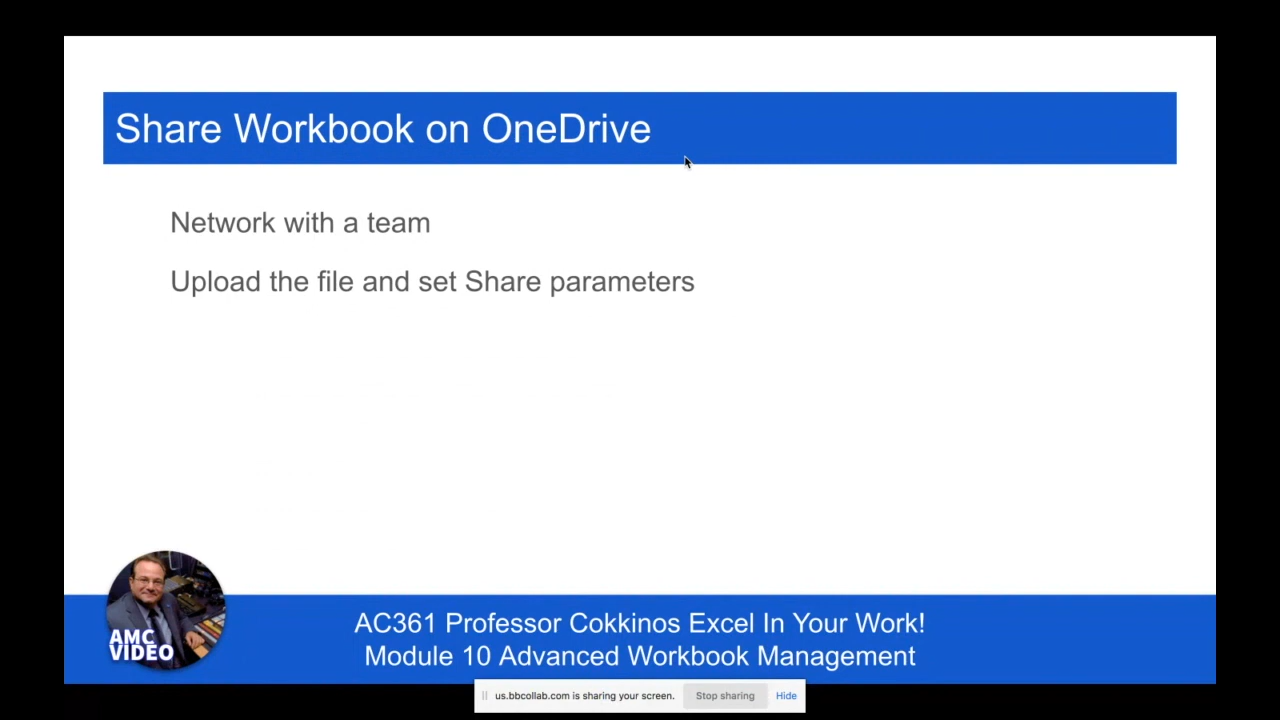 Share Workbook on OneDrive
Network with a team
Upload the file and set Share parameters
AMC
VIDEO
AC361 Professor Cokkinos Excel In Your Work!
Module 10 Advanced Workbook Management
us.bbcollab.com is sharing your screen. Stop sharing Hide